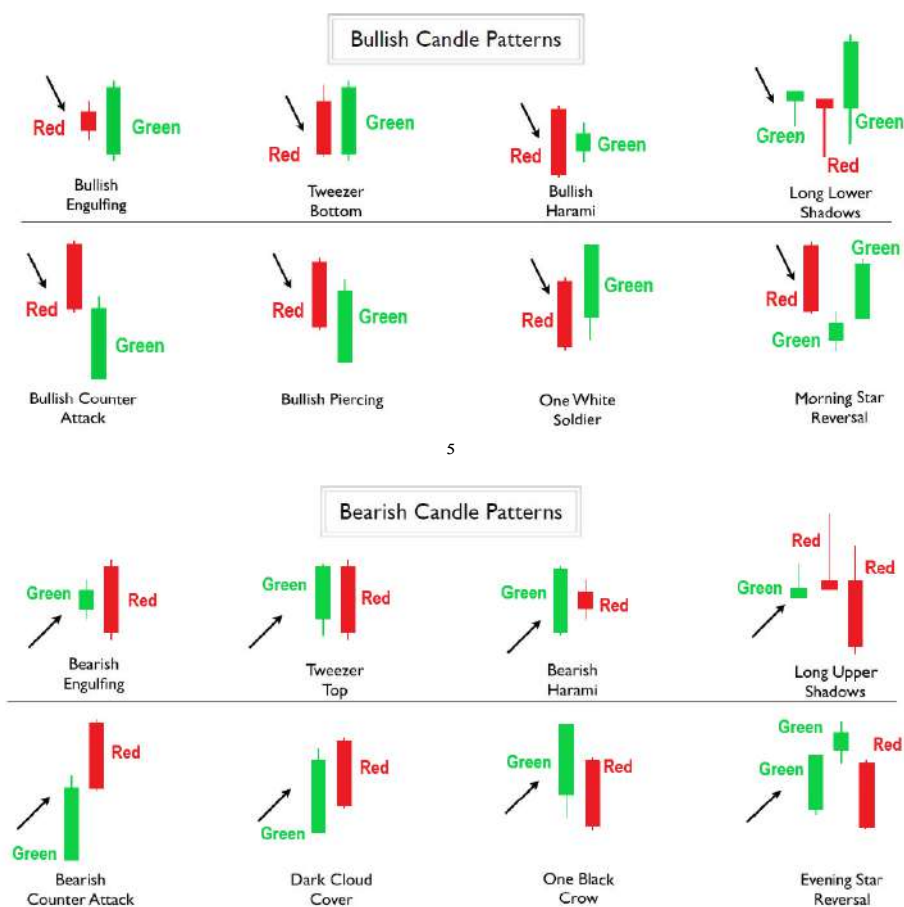 Bullish Candle Patterns
Red
Green
Bullish
Engulfing
Red
Green
Tweezer
Bottom
Red
Green
Bullish
Harami
Green
Red
Green
Long Lower
Shadows
Red
Green
Bullish Counter
Attack
Red
Green
Bullish Piercing
Red
Green
One White
Soldier
Red
Green
Green
Morning Star
Reversal
5
Bearish Candle Patterns
Green
Red
Bearish
Engulfing
Green
Red
Tweezer
Top
Green
Red
Bearish
Harami
Green
Red
Red
Long Upper
Shadows
Green
Red
Bearish
Counter Attack
Green
Red
Dark Cloud
Cover
Green
Red
One Black
Crow
Green
Green
Red
Evening Star
Reversal